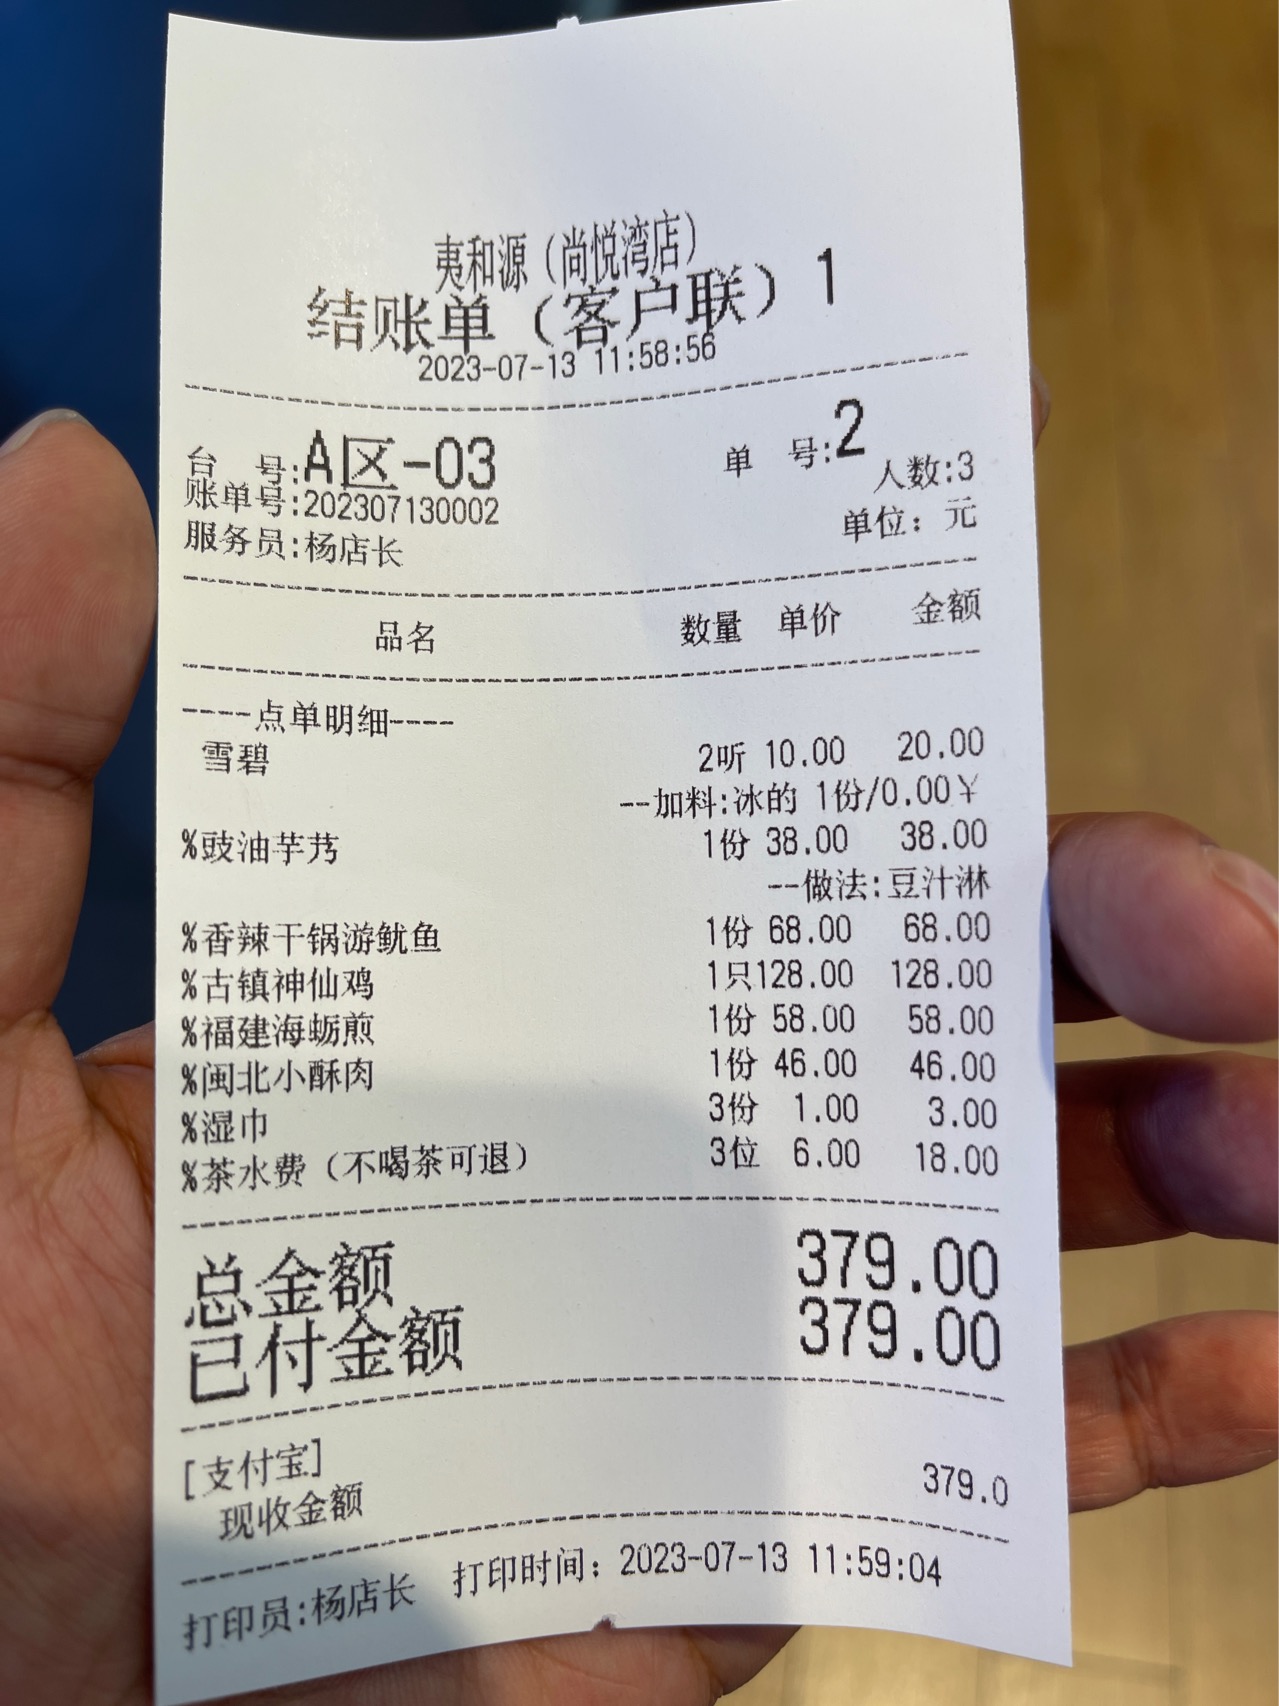 夷和源（尚悦湾店）
结账单（客户联）1
2023-07-13 11:58:56
台 号:A区-03 单 号:2
账单号:202307130002 人数:3
服务员:杨店长 单位：元
品名 数量 单价 金额
----点单明细----
雪碧 2听 10.00 20.00
--加料:冰的 1份/0.00¥
%豉油芋艿 1份 38.00 38.00
--做法:豆汁淋
%香辣干锅游鱿鱼 1份 68.00 68.00
%古镇神仙鸡 1只128.00 128.00
%福建海蛎煎 1份 58.00 58.00
%闽北小酥肉 1份 46.00 46.00
%湿巾 3份 1.00 3.00
%茶水费（不喝茶可退） 3位 6.00 18.00
总金额 379.00
已付金额 379.00
[支付宝]
现收金额 379.0
打印员:杨店长 打印时间：2023-07-13 11:59:04